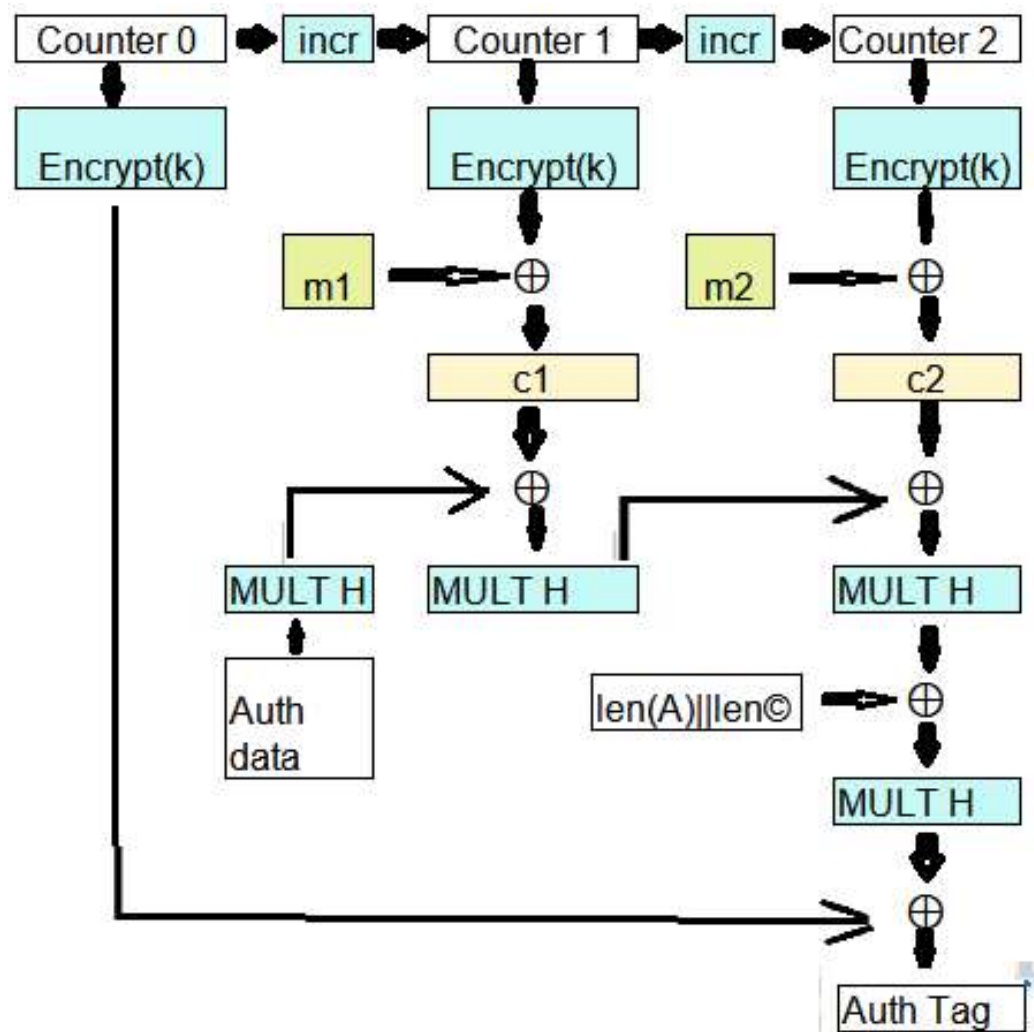 Counter 0
incr
Counter 1
incr
Counter 2
Encrypt(k)
Encrypt(k)
Encrypt(k)
m1
m2
c1
c2
MULT H
MULT H
MULT H
Auth
data
len(A)||len©
MULT H
Auth Tag